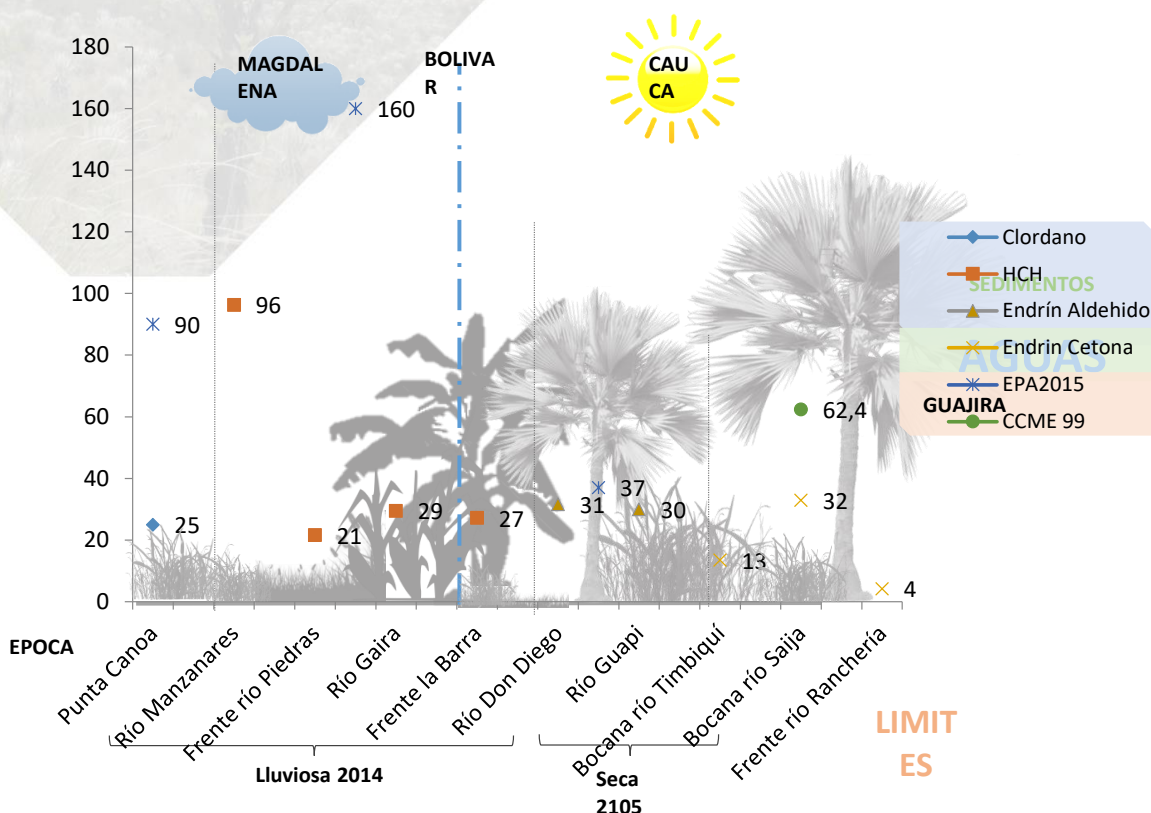 180
160
140
120
100
80
60
40
20
0
MAGDAL
ENA
BOLIVA
R
CAU
CA
160
90
96
25
21
29
27
31
37
30
13
62,4
32
4
Clordano
HCH
SEDIMENTOS
Endrín Aldehido
Endrin Cetona
AGUAS
EPA2015
GUAJIRA
CCME 99
EPOCA
Punta Canoa
Río Manzanares
Frente río Piedras
Río Gaira
Frente la Barra
Río Don Diego
Río Guapi
Bocana río Timbiquí
Bocana río Saija
Frente río Ranchería
Lluviosa 2014
Seca
2105
LIMIT
ES